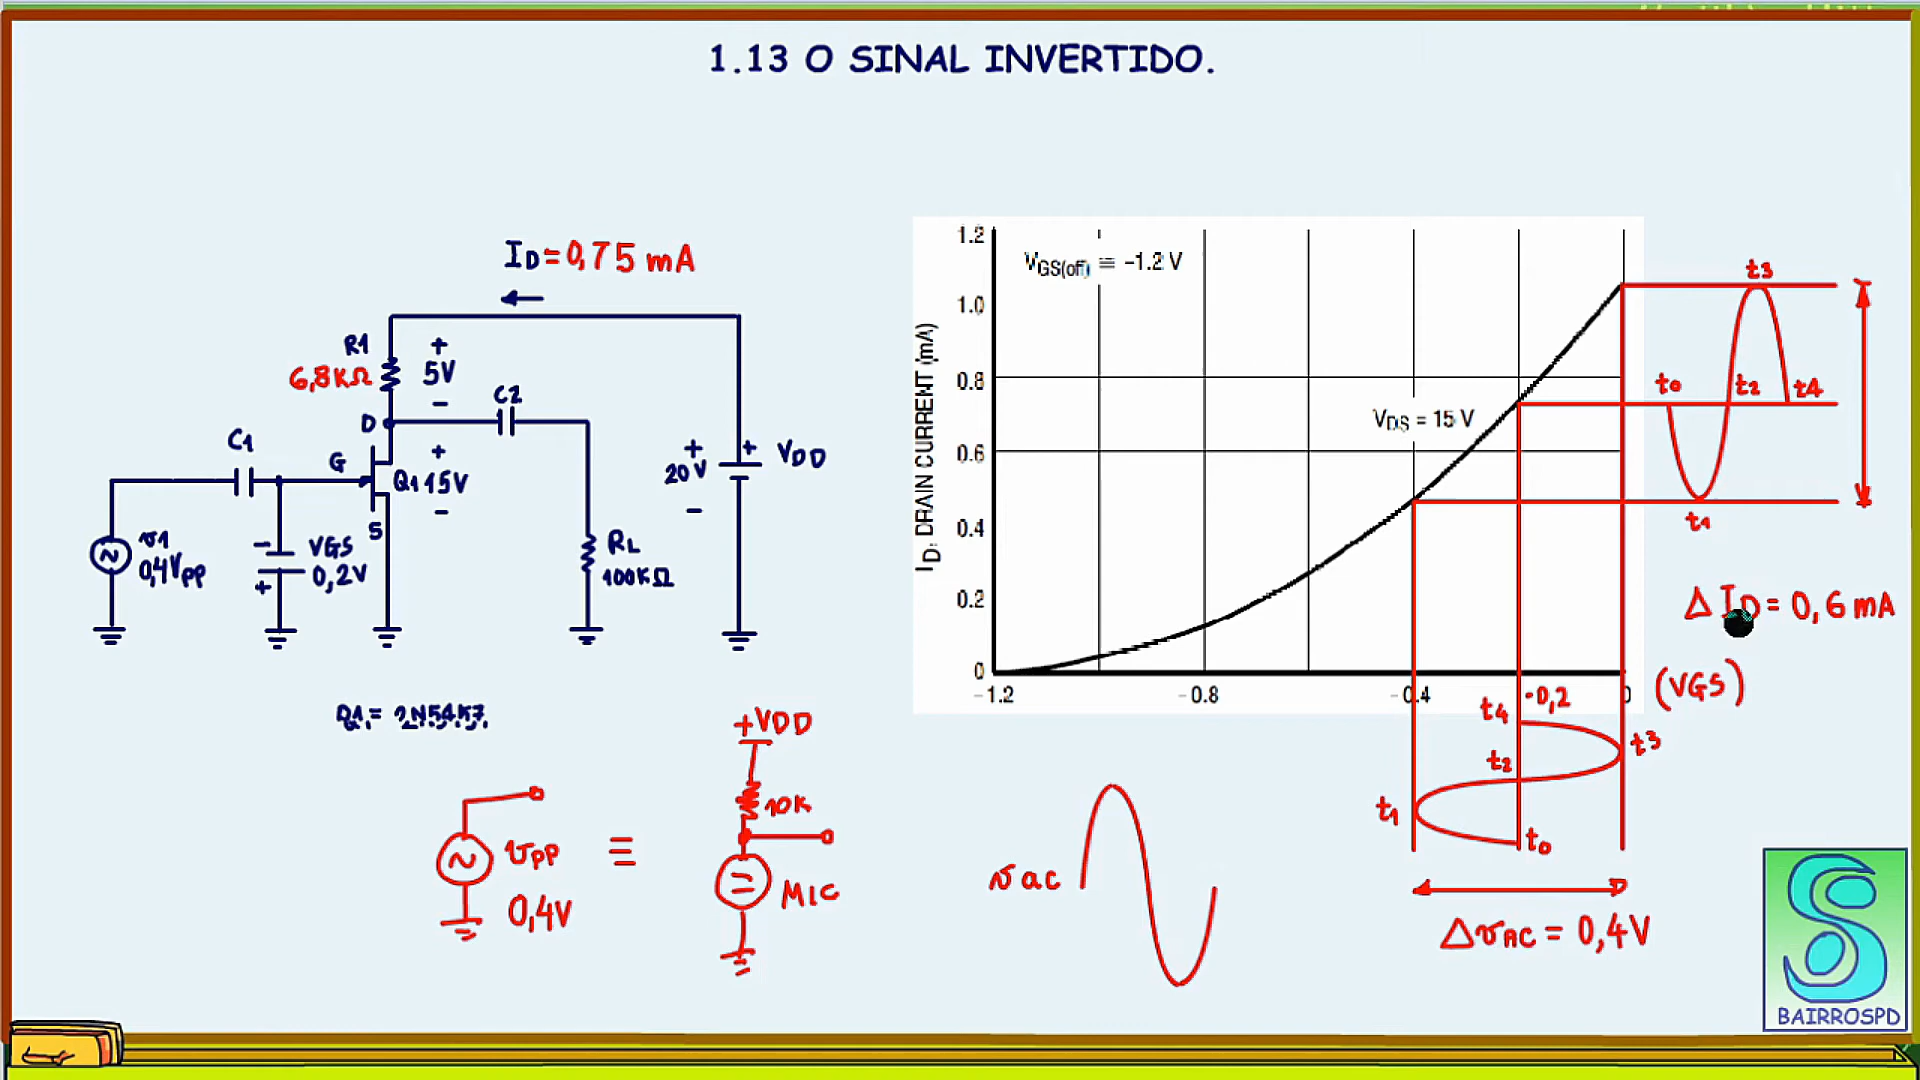 1.13 O SINAL INVERTIDO.
ID=0,75 mA
R1
6,8KΩ
+
5V
-
C2
D
C1
G
+
Q1 15V
-
S
+
20V
-
+
VDD
v1
0,4Vpp
-
+
VGS
0,2V
RL
100KΩ
Q1 = 2N5457.
1.2
1.0
0.8
0.6
0.4
0.2
0
ID, DRAIN CURRENT (mA)
VGS(off) = -1.2 V
VDS = 15 V
-1.2
-0.8
-0.4
-0,2
0
(VGS)
t3
t0
t2
t4
t1
Δ ID = 0,6 mA
t4
t3
t2
t1
t0
ΔvAC = 0,4V
vac
vPP
0,4V
≡
+VDD
10K
MIC
BAIRROSPD